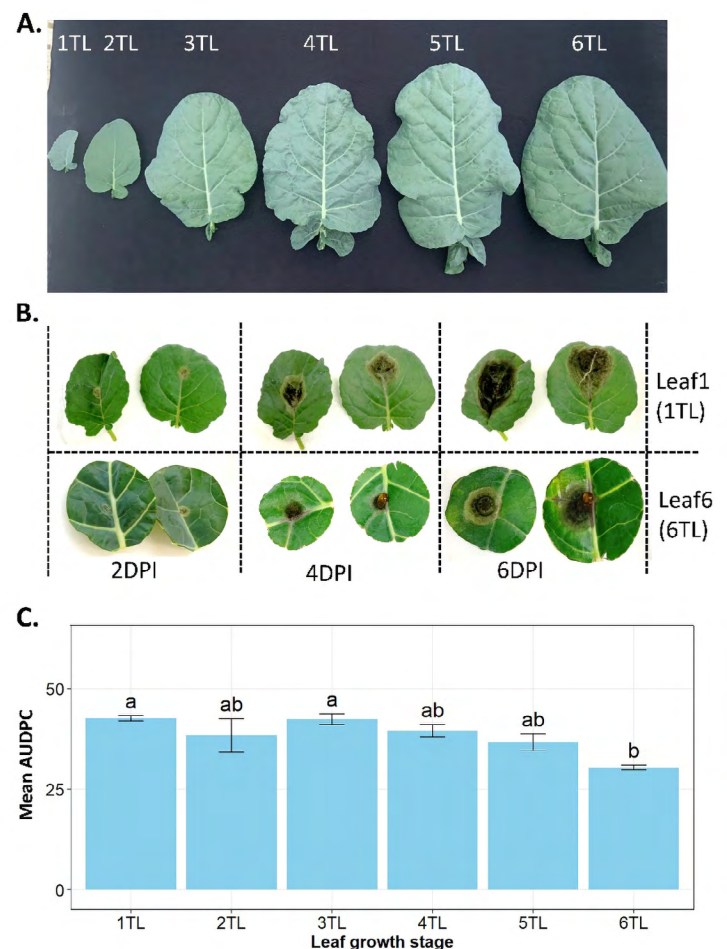 A.
1TL 2TL 3TL 4TL 5TL 6TL
B.
Leaf1
(1TL)
Leaf6
(6TL)
2DPI 4DPI 6DPI
C.
a ab a ab ab b
50
25
0
Mean AUDPC
1TL 2TL 3TL 4TL 5TL 6TL
Leaf growth stage